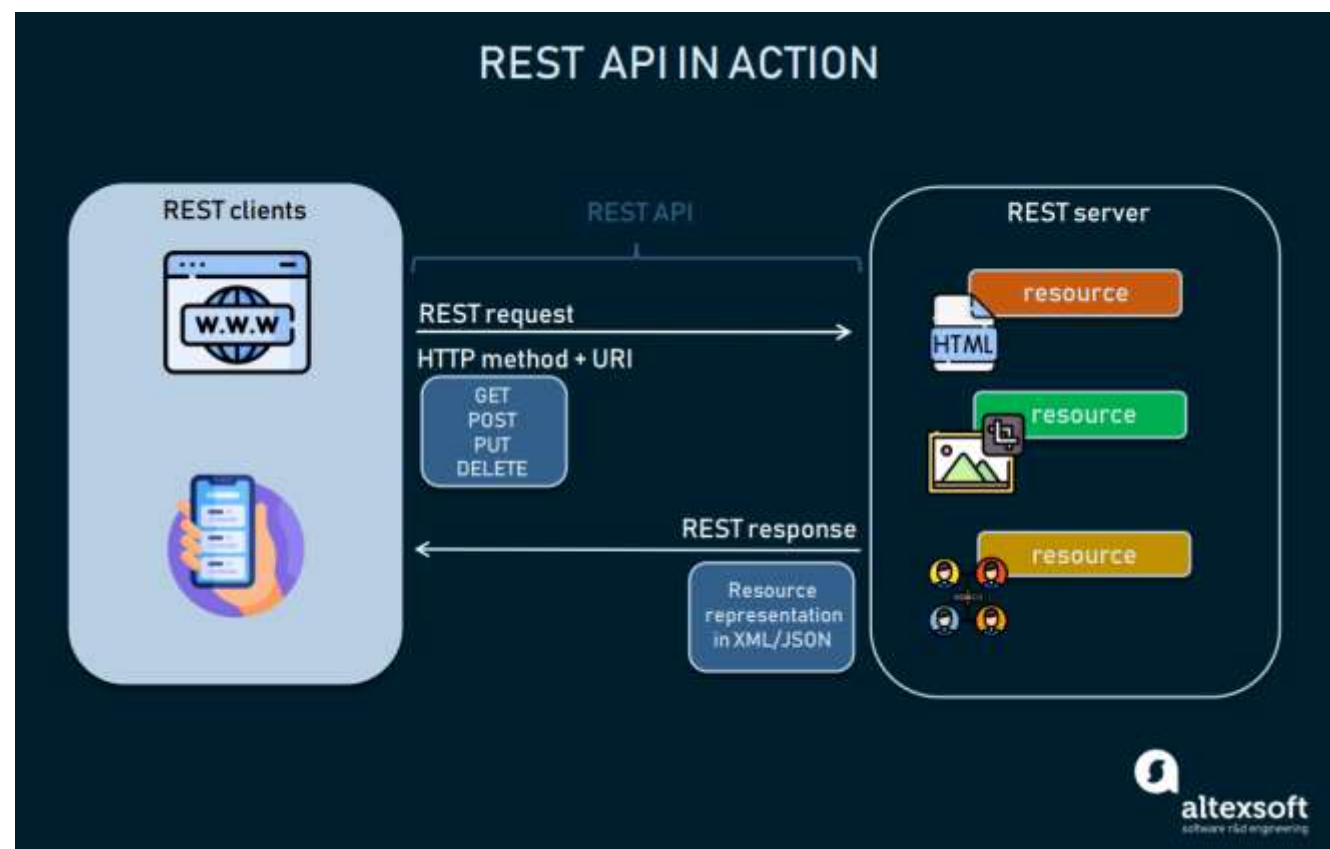 REST API IN ACTION
REST clients
W.W.W
REST API
REST request
HTTP method + URI
GET
POST
PUT
DELETE
REST response
Resource
representation
in XML/JSON
REST server
resource
HTML
resource
resource
altexsoft
software r&d engineering